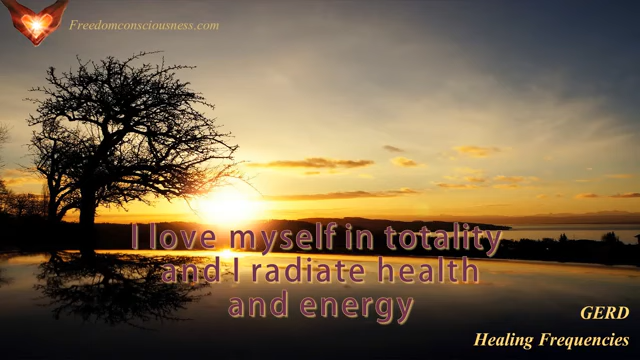 Freedomconsciousness.com
I love myself in totality
and I radiate health
and energy
GERD
Healing Frequencies